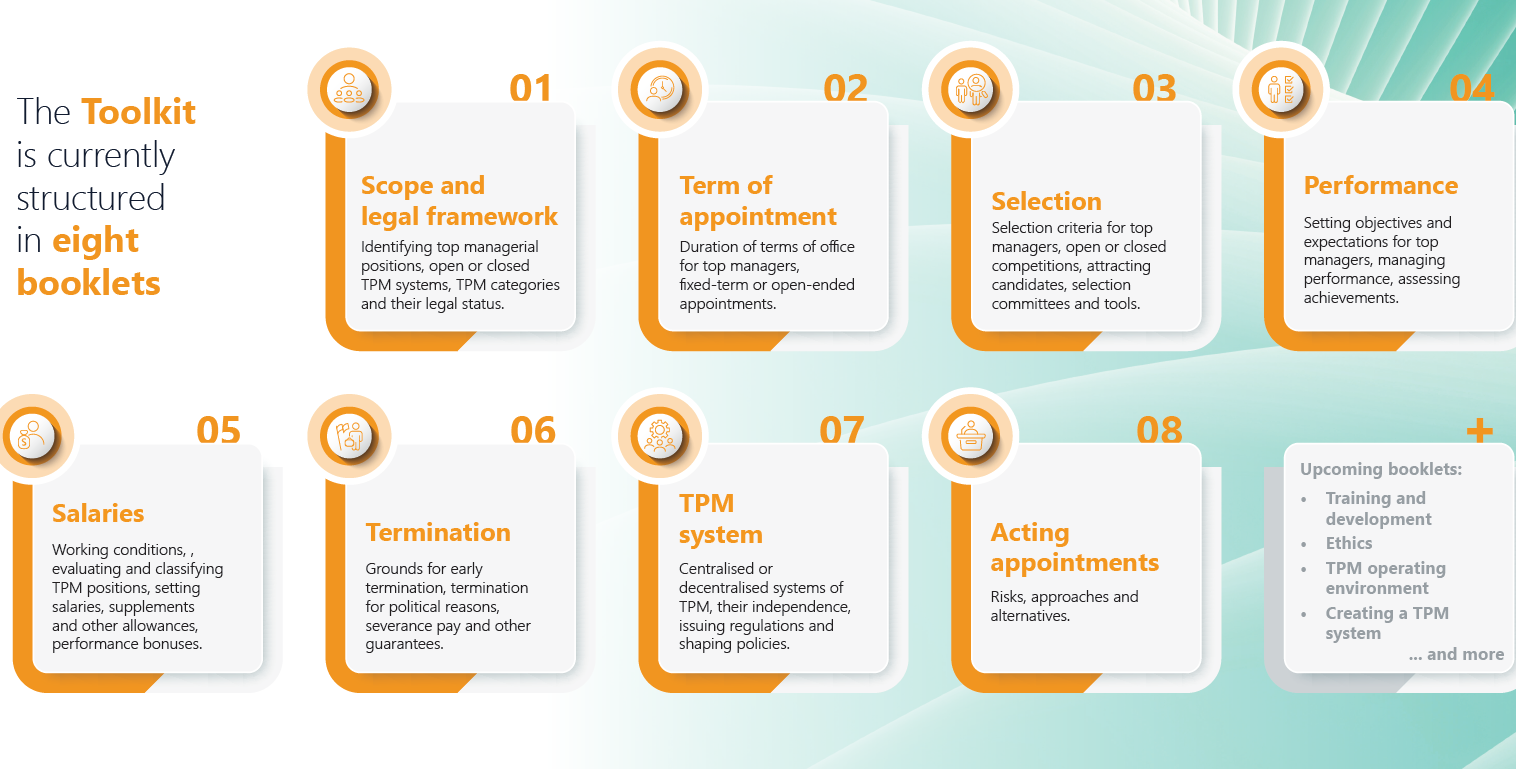 The Toolkit
is currently
structured
in eight
booklets
01
Scope and
legal framework
Identifying top managerial
positions, open or closed
TPM systems, TPM categories
and their legal status.
02
Term of
appointment
Duration of terms of office
for top managers,
fixed-term or open-ended
appointments.
03
Selection
Selection criteria for top
managers, open or closed
competitions, attracting
candidates, selection
committees and tools.
04
Performance
Setting objectives and
expectations for top
managers, managing
performance, assessing
achievements.
05
Salaries
Working conditions, ,
evaluating and classifying
TPM positions, setting
salaries, supplements
and other allowances,
performance bonuses.
06
Termination
Grounds for early
termination, termination
for political reasons,
severance pay and other
guarantees.
07
TPM
system
Centralised or
decentralised systems of
TPM, their independence,
issuing regulations and
shaping policies.
08
Acting
appointments
Risks, approaches and
alternatives.
+
Upcoming booklets:
• Training and
development
• Ethics
• TPM operating
environment
• Creating a TPM
system
... and more